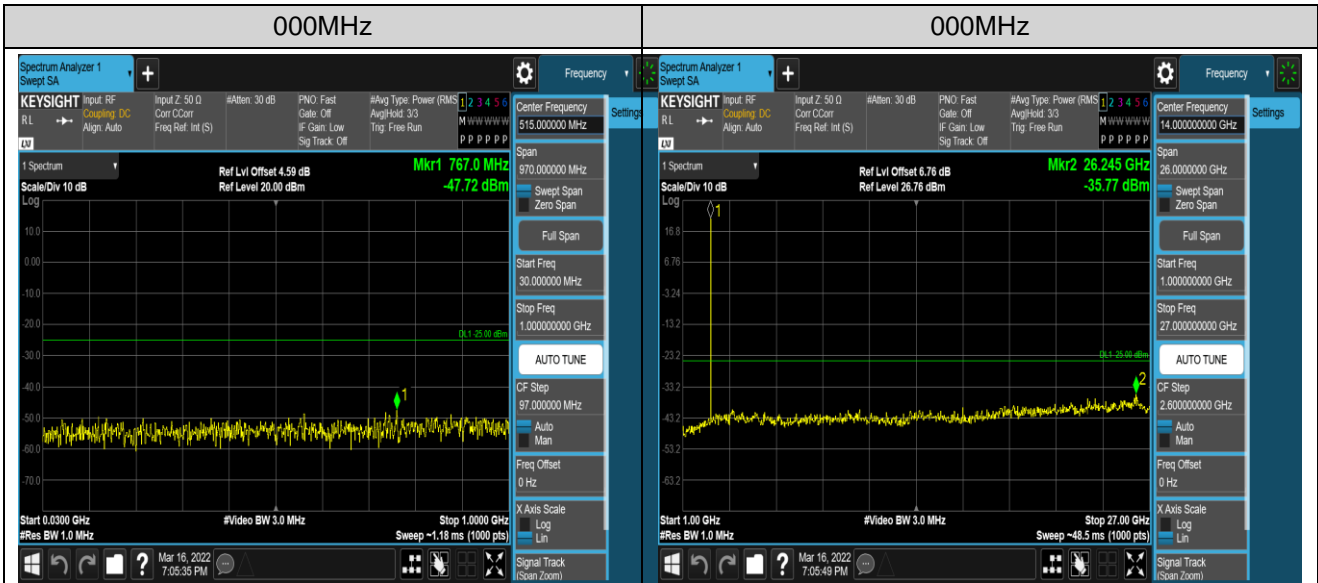 000MHz
000MHz
Spectrum Analyzer 1
Swept SA
+
Frequency
KEYSIGHT
RL
LXI
Input: RF
Coupling: DC
Align: Auto
Input Z: 50 Ω
Corr CCorr
Freq Ref: Int (S)
#Atten: 30 dB
PNO: Fast
Gate: Off
IF Gain: Low
Sig Track: Off
#Avg Type: Power (RMS
Avg|Hold: 3/3
Trig: Free Run
1 2 3 4 5 6
M W W W W W
P P P P P P
1 Spectrum
Scale/Div 10 dB
Log
Ref Lvl Offset 4.59 dB
Ref Level 20.00 dBm
Mkr1 767.0 MHz
-47.72 dBm
10.0
0.00
-10.0
-20.0
-30.0
-40.0
-50.0
-60.0
-70.0
DL1 -25.00 dBm
1
Start 0.0300 GHz
#Res BW 1.0 MHz
#Video BW 3.0 MHz
Stop 1.0000 GHz
Sweep ~1.18 ms (1000 pts)
?
Mar 16, 2022
7:05:35 PM
Center Frequency
515.000000 MHz
Settings
Span
970.000000 MHz
Swept Span
Zero Span
Full Span
Start Freq
30.000000 MHz
Stop Freq
1.000000000 GHz
AUTO TUNE
CF Step
97.000000 MHz
Auto
Man
Freq Offset
0 Hz
X Axis Scale
Log
Lin
Signal Track
(Span Zoom)
Spectrum Analyzer 1
Swept SA
+
Frequency
KEYSIGHT
RL
LXI
Input: RF
Coupling: DC
Align: Auto
Input Z: 50 Ω
Corr CCorr
Freq Ref: Int (S)
#Atten: 30 dB
PNO: Fast
Gate: Off
IF Gain: Low
Sig Track: Off
#Avg Type: Power (RMS
Avg|Hold: 3/3
Trig: Free Run
1 2 3 4 5 6
M W W W W W
P P P P P P
1 Spectrum
Scale/Div 10 dB
Log
Ref Lvl Offset 6.76 dB
Ref Level 26.76 dBm
Mkr2 26.245 GHz
-35.77 dBm
1
16.8
6.76
-3.24
-13.2
-23.2
-33.2
-43.2
-53.2
-63.2
DL1 -25.00 dBm
2
Start 1.00 GHz
#Res BW 1.0 MHz
#Video BW 3.0 MHz
Stop 27.00 GHz
Sweep ~48.5 ms (1000 pts)
?
Mar 16, 2022
7:05:49 PM
Center Frequency
14.000000000 GHz
Settings
Span
26.0000000 GHz
Swept Span
Zero Span
Full Span
Start Freq
1.000000000 GHz
Stop Freq
27.000000000 GHz
AUTO TUNE
CF Step
2.600000000 GHz
Auto
Man
Freq Offset
0 Hz
X Axis Scale
Log
Lin
Signal Track
(Span Zoom)